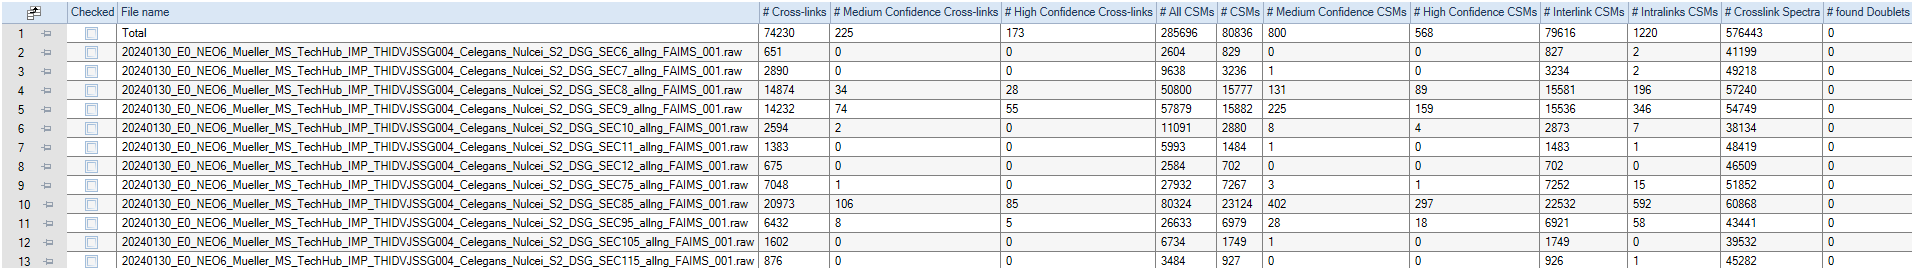 Checked File name # Cross-links # Medium Confidence Cross-links # High Confidence Cross-links # All CSMs # CSMs # Medium Confidence CSMs # High Confidence CSMs # Interlink CSMs # Intralinks CSMs # Crosslink Spectra # found Doublets
1 Total 74230 225 173 285696 80836 800 568 79616 1220 576443 0
2 20240130_E0_NEO6_Mueller_MS_TechHub_IMP_THIDVJSSG004_Celegans_Nulcei_S2_DSG_SEC6_allng_FAIMS_001.raw 651 0 0 2604 829 0 0 827 2 41199 0
3 20240130_E0_NEO6_Mueller_MS_TechHub_IMP_THIDVJSSG004_Celegans_Nulcei_S2_DSG_SEC7_allng_FAIMS_001.raw 2890 0 0 9638 3236 1 0 3234 2 49218 0
4 20240130_E0_NEO6_Mueller_MS_TechHub_IMP_THIDVJSSG004_Celegans_Nulcei_S2_DSG_SEC8_allng_FAIMS_001.raw 14874 34 28 50800 15777 131 89 15581 196 57240 0
5 20240130_E0_NEO6_Mueller_MS_TechHub_IMP_THIDVJSSG004_Celegans_Nulcei_S2_DSG_SEC9_allng_FAIMS_001.raw 14232 74 55 57879 15882 225 159 15536 346 54749 0
6 20240130_E0_NEO6_Mueller_MS_TechHub_IMP_THIDVJSSG004_Celegans_Nulcei_S2_DSG_SEC10_allng_FAIMS_001.raw 2594 2 0 11091 2880 8 4 2873 7 38134 0
7 20240130_E0_NEO6_Mueller_MS_TechHub_IMP_THIDVJSSG004_Celegans_Nulcei_S2_DSG_SEC11_allng_FAIMS_001.raw 1383 0 0 5993 1484 1 0 1483 1 48419 0
8 20240130_E0_NEO6_Mueller_MS_TechHub_IMP_THIDVJSSG004_Celegans_Nulcei_S2_DSG_SEC12_allng_FAIMS_001.raw 675 0 0 2584 702 0 0 702 0 46509 0
9 20240130_E0_NEO6_Mueller_MS_TechHub_IMP_THIDVJSSG004_Celegans_Nulcei_S2_DSG_SEC75_allng_FAIMS_001.raw 7048 1 0 27932 7267 3 1 7252 15 51852 0
10 20240130_E0_NEO6_Mueller_MS_TechHub_IMP_THIDVJSSG004_Celegans_Nulcei_S2_DSG_SEC85_allng_FAIMS_001.raw 20973 106 85 80324 23124 402 297 22532 592 60868 0
11 20240130_E0_NEO6_Mueller_MS_TechHub_IMP_THIDVJSSG004_Celegans_Nulcei_S2_DSG_SEC95_allng_FAIMS_001.raw 6432 8 5 26633 6979 28 18 6921 58 43441 0
12 20240130_E0_NEO6_Mueller_MS_TechHub_IMP_THIDVJSSG004_Celegans_Nulcei_S2_DSG_SEC105_allng_FAIMS_001.raw 1602 0 0 6734 1749 1 0 1749 0 39532 0
13 20240130_E0_NEO6_Mueller_MS_TechHub_IMP_THIDVJSSG004_Celegans_Nulcei_S2_DSG_SEC115_allng_FAIMS_001.raw 876 0 0 3484 927 0 0 926 1 45282 0